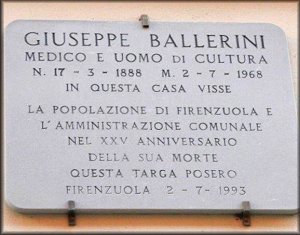 GIUSEPPE BALLERINI
MEDICO E UOMO DI CULTURA
N. 17 - 3 - 1888 M. 2 - 7 - 1968
IN QUESTA CASA VISSE
LA POPOLAZIONE DI FIRENZUOLA E
L'AMMINISTRAZIONE COMUNALE
NEL XXV ANNIVERSARIO
DELLA SUA MORTE
QUESTA TARGA POSERO
FIRENZUOLA 2 - 7 - 1993